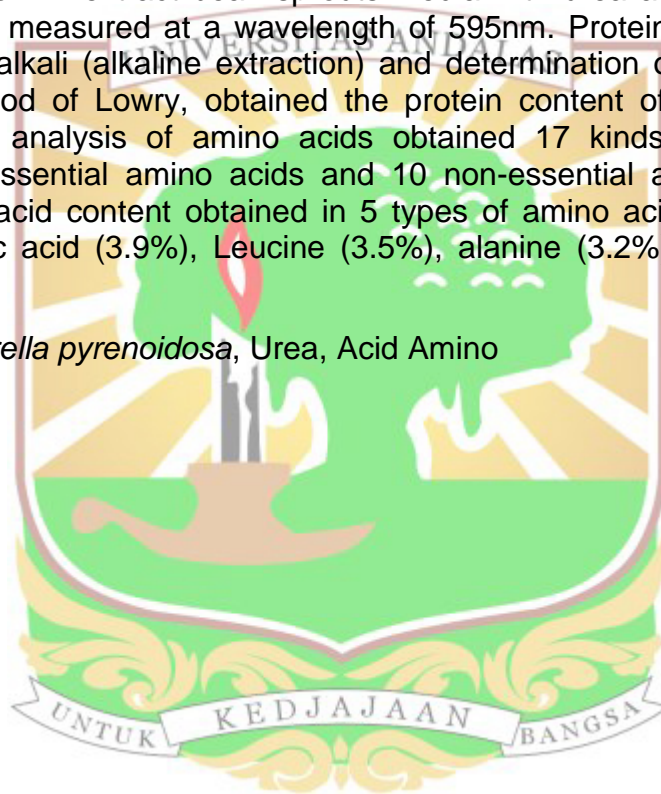 measured at a wavelength of 595nm. Protein
UNIVERSITAS ANDALAS
alkali (alkaline extraction) and determination
od of Lowry, obtained the protein content of
analysis of amino acids obtained 17 kinds
ssential amino acids and 10 non-essential a
acid content obtained in 5 types of amino aci
c acid (3.9%), Leucine (3.5%), alanine (3.2%
rella pyrenoidosa, Urea, Acid Amino
UNTUK KEDJAJAAN BANGSA